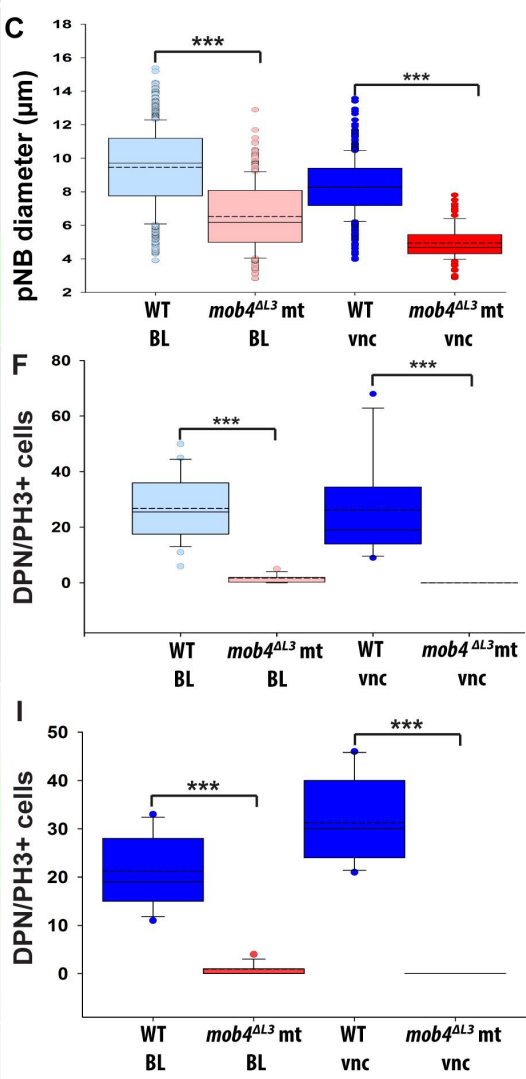 C
18
16
14
12
10
8
6
4
2
pNB diameter (µm)
***
***
WT mob4ΔL3 mt WT mob4ΔL3 mt
BL BL vnc vnc
F
80
60
40
20
0
DPN/PH3+ cells
***
***
WT mob4ΔL3 mt WT mob4ΔL3 mt
BL BL vnc vnc
I
50
40
30
20
10
0
DPN/PH3+ cells
***
***
WT mob4ΔL3 mt WT mob4ΔL3 mt
BL BL vnc vnc